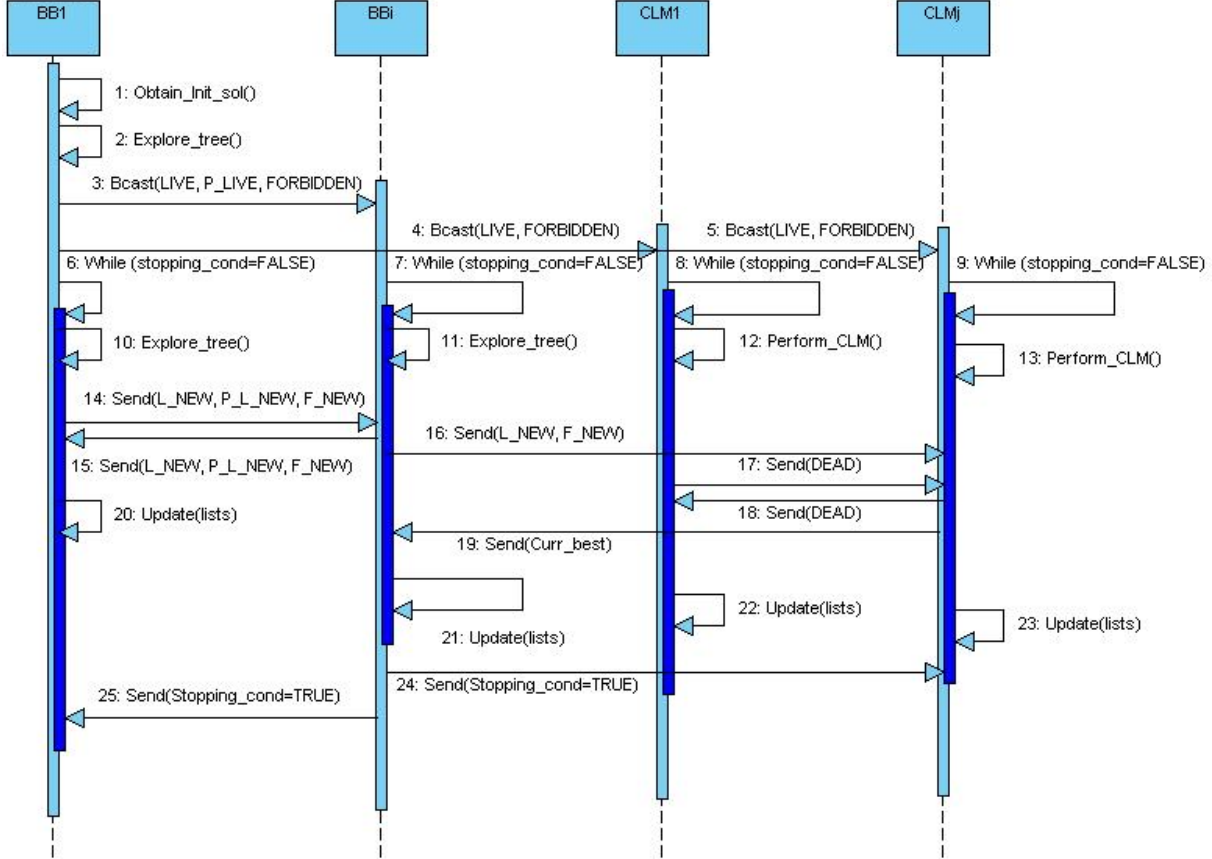 BB1
BBi
CLM1
CLMj
1: Obtain_Init_sol()
2: Explore_tree()
3: Bcast(LIVE, P_LIVE, FORBIDDEN)
4: Bcast(LIVE, FORBIDDEN)
5: Bcast(LIVE, FORBIDDEN)
6: While (stopping_cond=FALSE)
7: While (stopping_cond=FALSE)
8: While (stopping_cond=FALSE)
9: While (stopping_cond=FALSE)
10: Explore_tree()
11: Explore_tree()
12: Perform_CLM()
13: Perform_CLM()
14: Send(L_NEW, P_L_NEW, F_NEW)
16: Send(L_NEW, F_NEW)
15: Send(L_NEW, P_L_NEW, F_NEW)
17: Send(DEAD)
18: Send(DEAD)
20: Update(lists)
19: Send(Curr_best)
22: Update(lists)
23: Update(lists)
21: Update(lists)
24: Send(Stopping_cond=TRUE)
25: Send(Stopping_cond=TRUE)